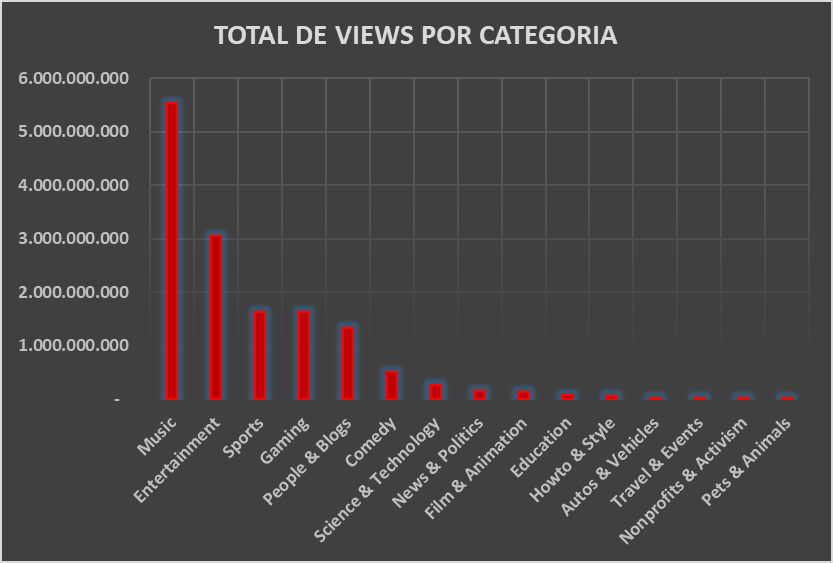 TOTAL DE VIEWS POR CATEGORIA
6.000.000.000
5.000.000.000
4.000.000.000
3.000.000.000
2.000.000.000
1.000.000.000
-
Music
Entertainment
Sports
Gaming
People & Blogs
Comedy
Science & Technology
News & Politics
Film & Animation
Education
Howto & Style
Autos & Vehicles
Travel & Events
Nonprofits & Activism
Pets & Animals